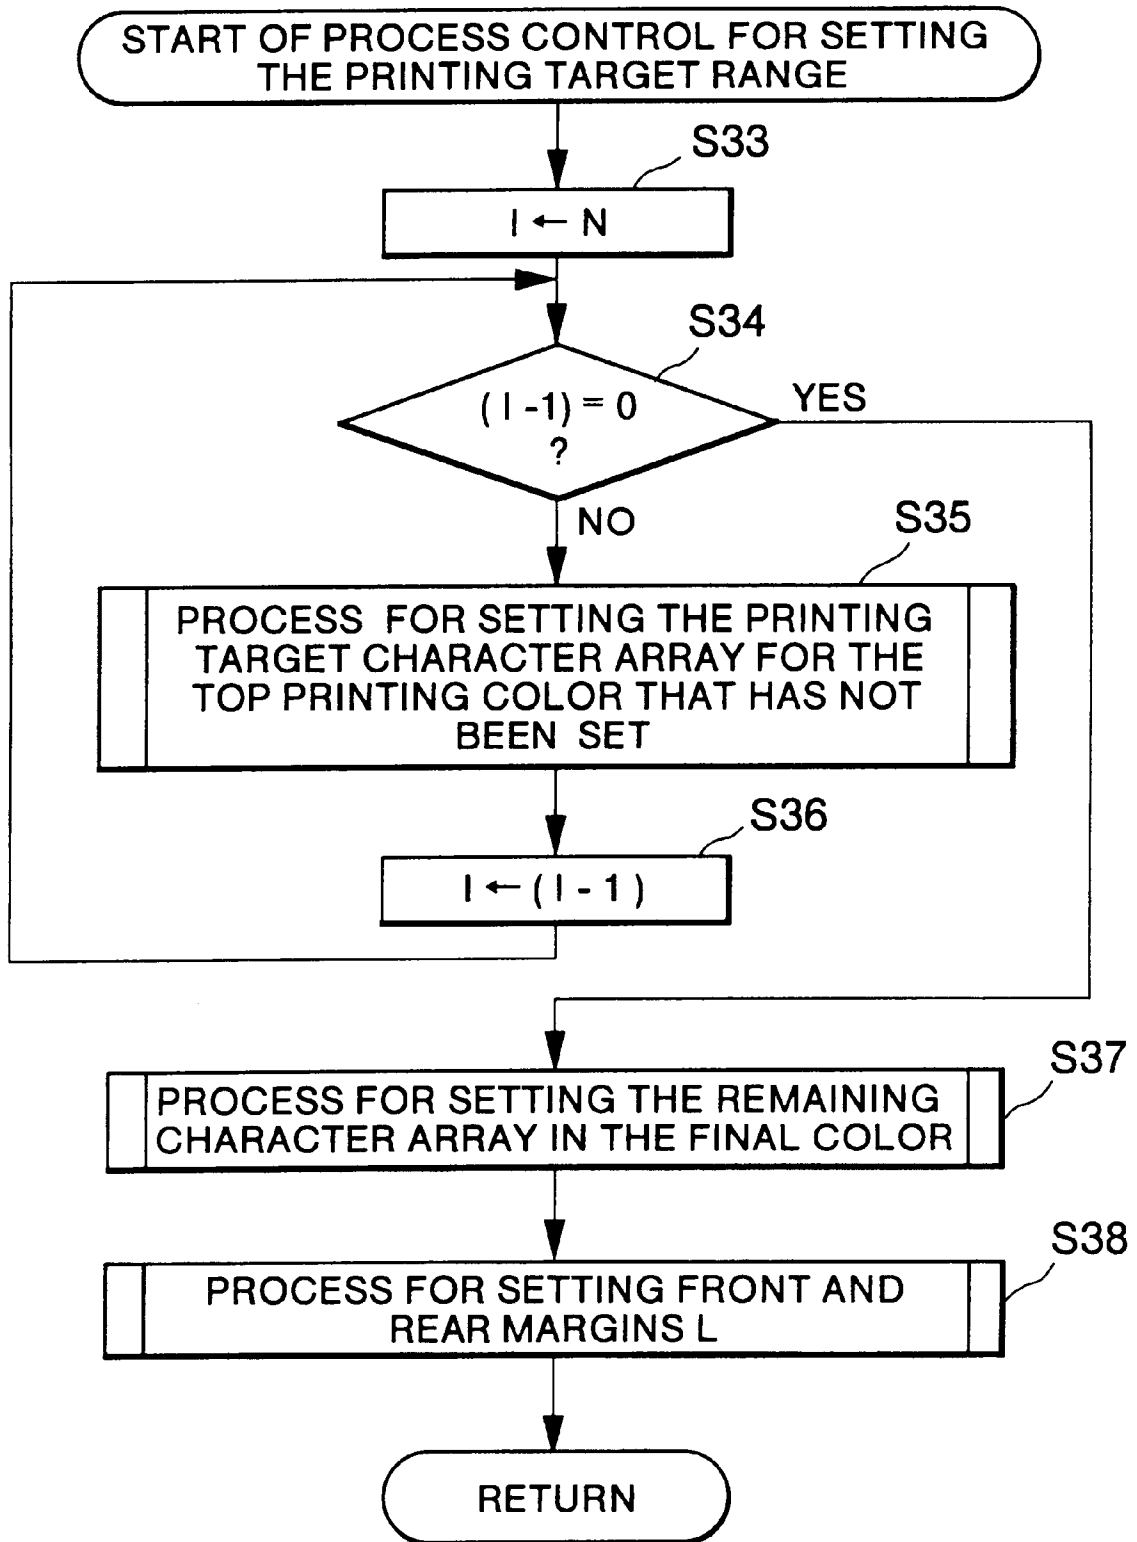 START OF PROCESS CONTROL FOR SETTING
THE PRINTING TARGET RANGE
S33
I ← N
S34
( I -1) = 0
?
YES
NO
S35
PROCESS FOR SETTING THE PRINTING
TARGET CHARACTER ARRAY FOR THE
TOP PRINTING COLOR THAT HAS NOT
BEEN SET
S36
I ← ( I - 1 )
S37
PROCESS FOR SETTING THE REMAINING
CHARACTER ARRAY IN THE FINAL COLOR
S38
PROCESS FOR SETTING FRONT AND
REAR MARGINS L
RETURN